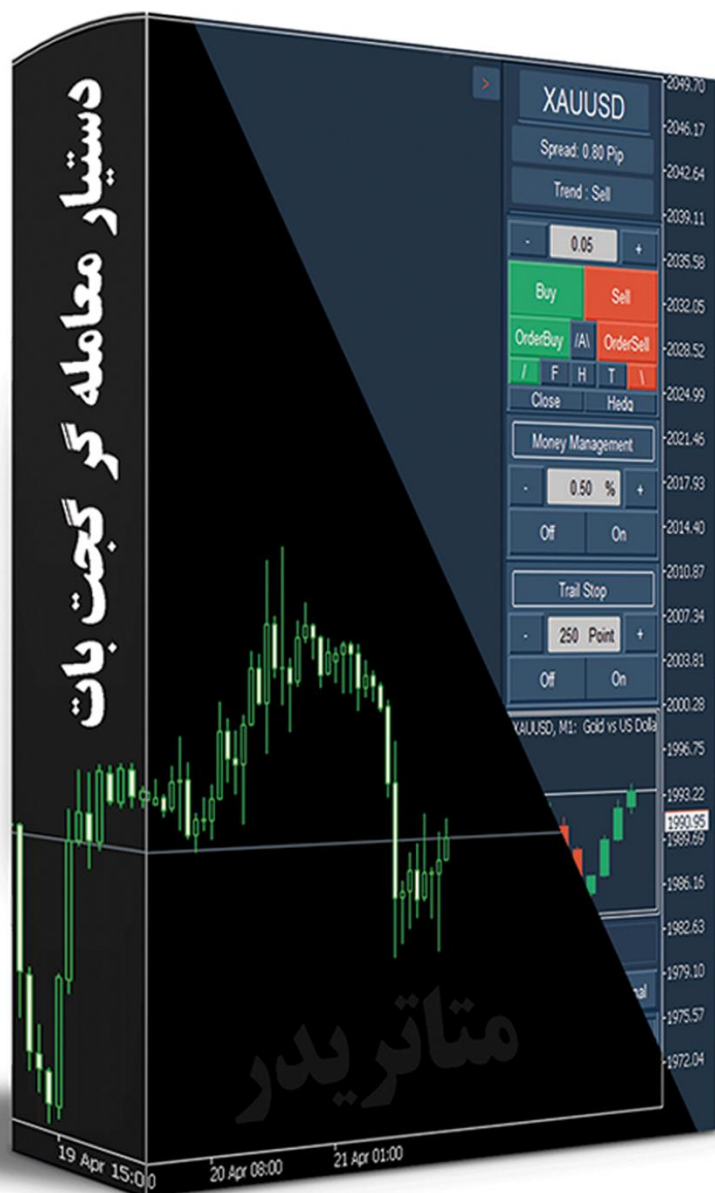 دستیار معامله گر گجت بات
>
XAUUSD
Spread: 0.80 Pip
Trend : Sell
- 0.05 +
Buy Sell
OrderBuy /A\ OrderSell
/ F H T \
Close Hedg
Money Management
- 0.50 % +
Off On
Trail Stop
- 250 Point +
Off On
XAUUSD, M1: Gold vs US Dolla
nal
2049.70
2046.17
2042.64
2039.11
2035.58
2032.05
2028.52
2024.99
2021.46
2017.93
2014.40
2010.87
2007.34
2003.81
2000.28
1996.75
1993.22
1990.95
1989.69
1986.16
1982.63
1979.10
1975.57
1972.04
متاتریدر
19 Apr 15:00 20 Apr 08:00 21 Apr 01:00